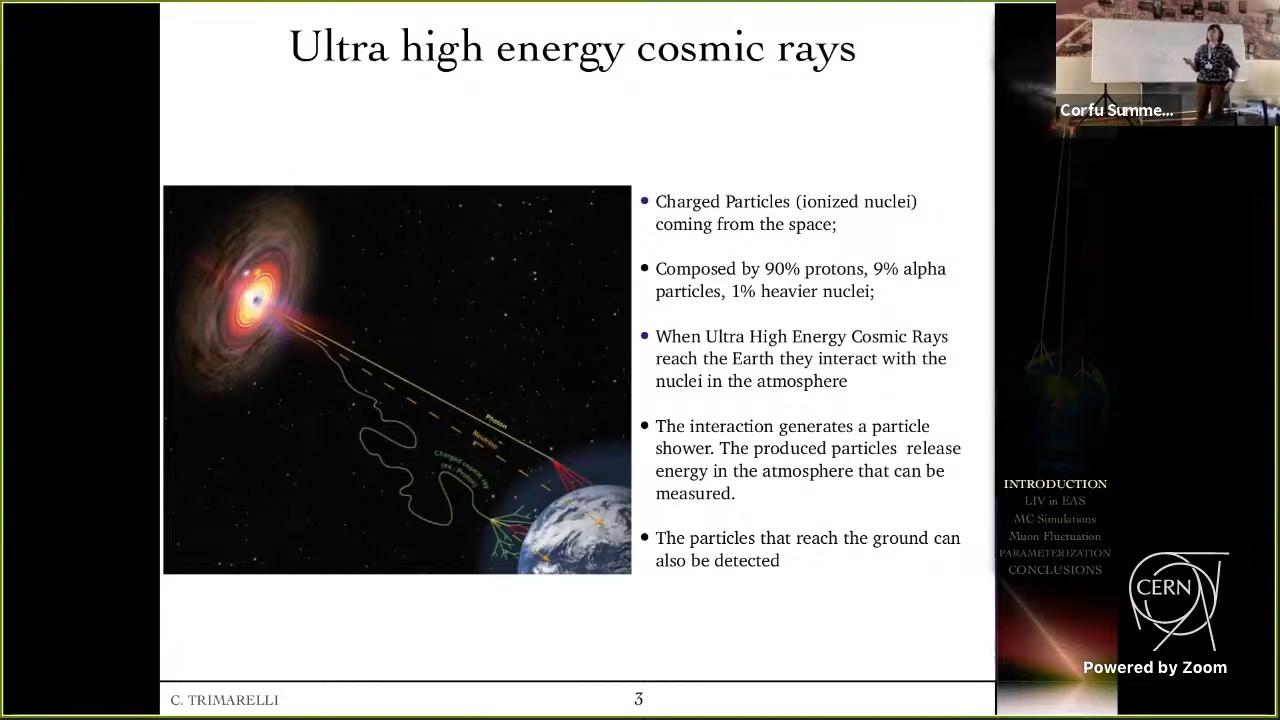 Ultra high energy cosmic rays
Corfu Summe...
Charged Particles (ionized nuclei)
coming from the space;
Composed by 90% protons, 9% alpha
particles, 1% heavier nuclei;
When Ultra High Energy Cosmic Rays
reach the Earth they interact with the
nuclei in the atmosphere
The interaction generates a particle
shower. The produced particles release
energy in the atmosphere that can be
measured.
The particles that reach the ground can
also be detected
Photon
Neutrino
Charged cosmic ray
(ex. Proton)
INTRODUCTION
LIV in EAS
MC Simulations
Muon Fluctuation
PARAMETERIZATION
CONCLUSIONS
CERN
Powered by Zoom
C. TRIMARELLI
3